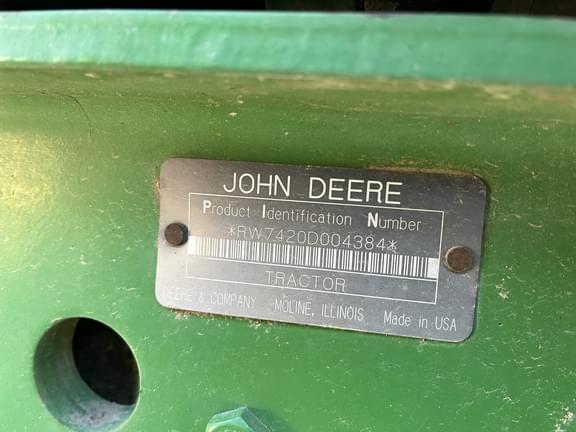 JOHN DEERE
Product Identification Number
*RW7420D004384*
TRACTOR
DEERE & COMPANY MOLINE, ILLINOIS Made in USA